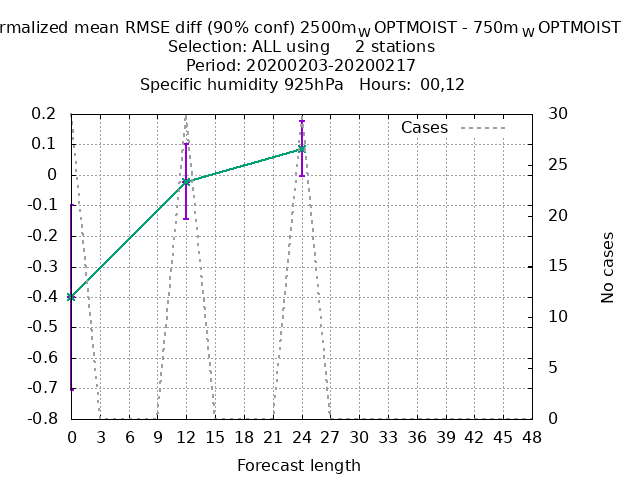 rmalized mean RMSE diff (90% conf) 2500mW OPTMOIST - 750mW OPTMOIST
Selection: ALL using 2 stations
Period: 20200203-20200217
Specific humidity 925hPa Hours: 00,12
Cases
0.2
0.1
0
-0.1
-0.2
-0.3
-0.4
-0.5
-0.6
-0.7
-0.8
30
25
20
15
10
5
0
No cases
0 3 6 9 12 15 18 21 24 27 30 33 36 39 42 45 48
Forecast length